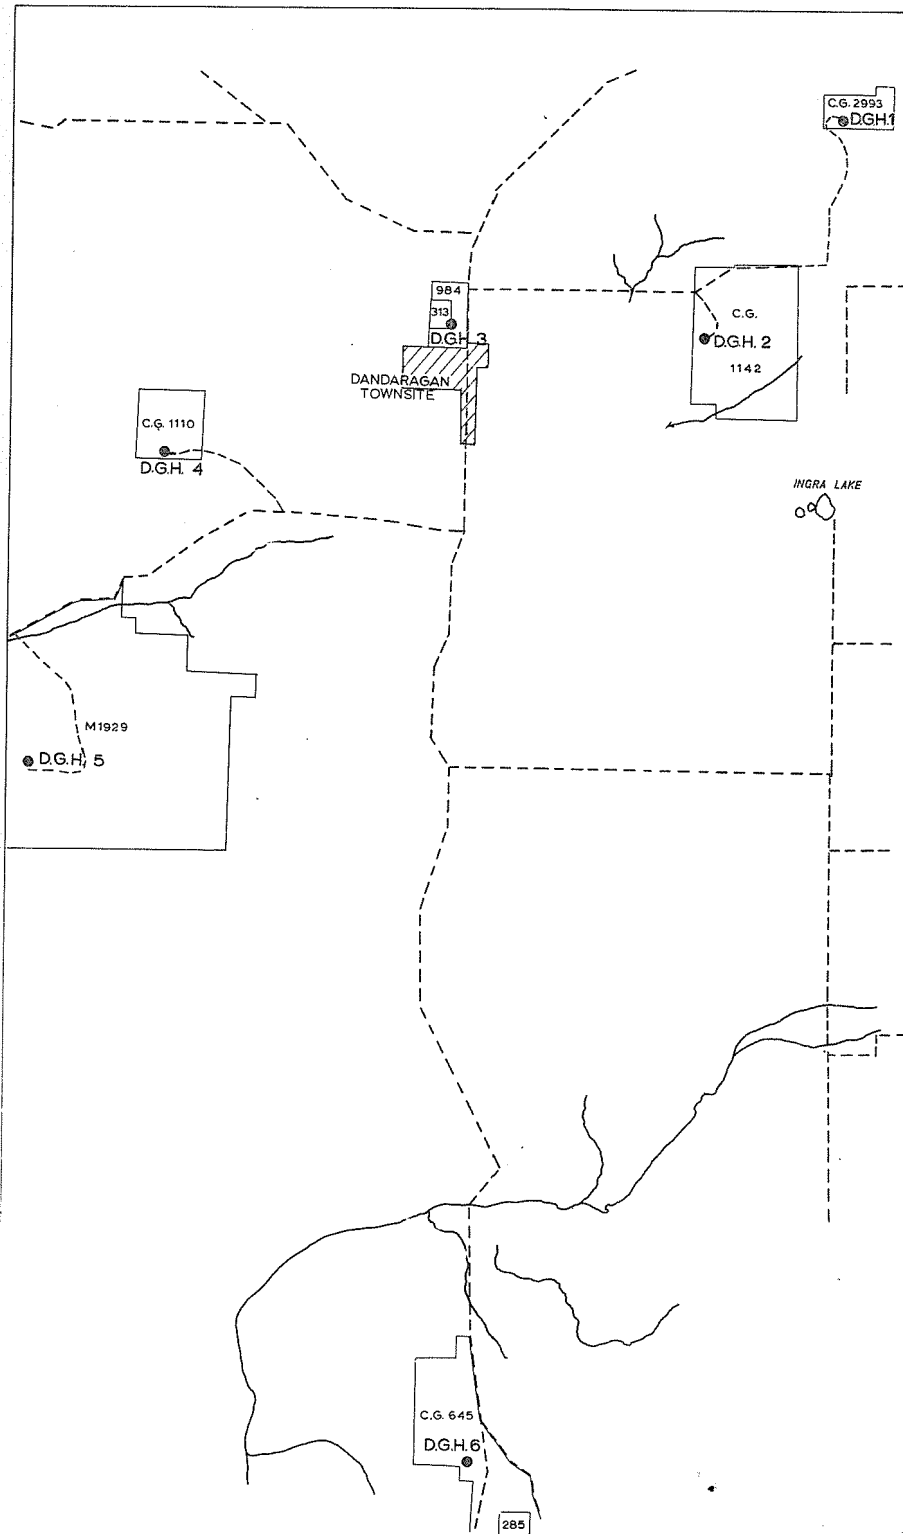 C.G. 2993
D.G.H.1
984
313
D.G.H. 3
C.G.
D.G.H. 2
1142
DANDARAGAN
TOWNSITE
C.G. 1110
D.G.H. 4
INGRA LAKE
M1929
D.G.H. 5
C.G. 645
D.G.H. 6
285